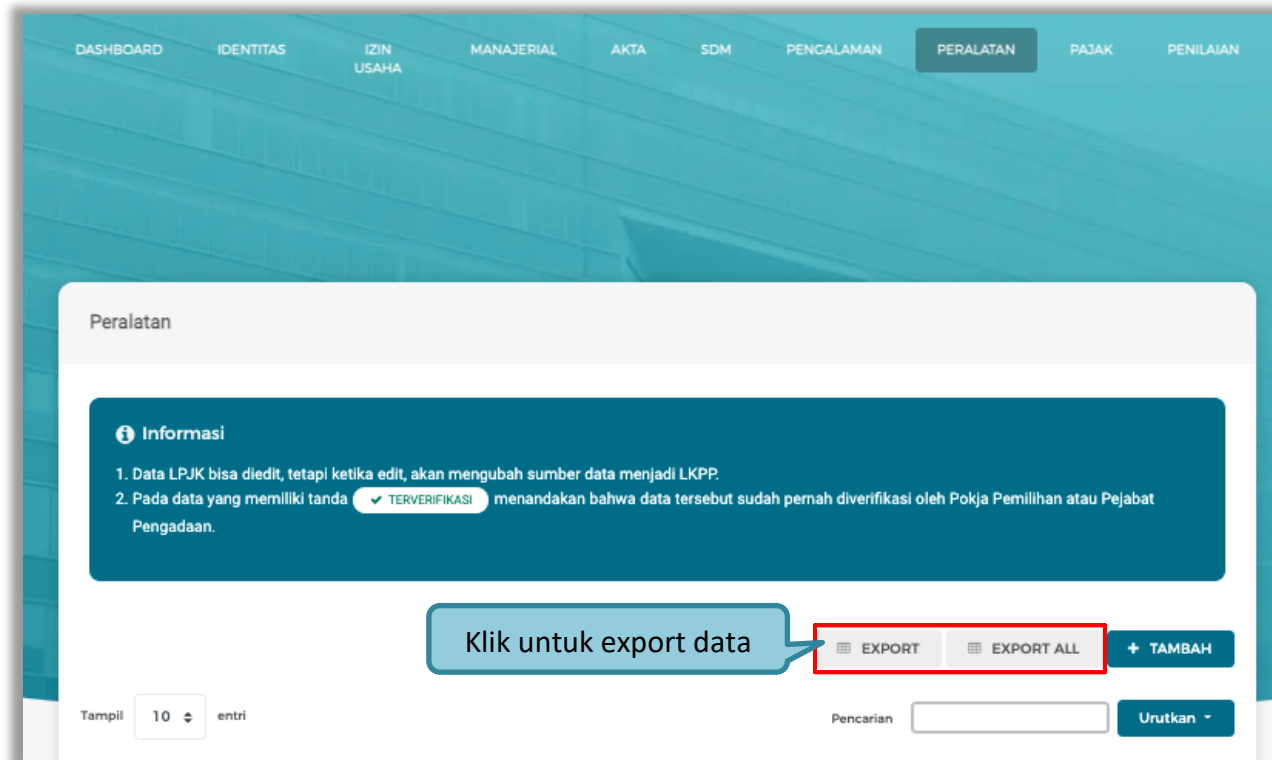 DASHBOARD IDENTITAS IZIN USAHA MANAJERIAL AKTA SDM PENGALAMAN PERALATAN PAJAK PENILAIAN
Peralatan
Informasi
1. Data LPJK bisa diedit, tetapi ketika edit, akan mengubah sumber data menjadi LKPP.
2. Pada data yang memiliki tanda TERVERIFIKASI menandakan bahwa data tersebut sudah pernah diverifikasi oleh Pokja Pemilihan atau Pejabat
Pengadaan.
Klik untuk export data
EXPORT EXPORT ALL + TAMBAH
Tampil 10 entri Pencarian Urutkan